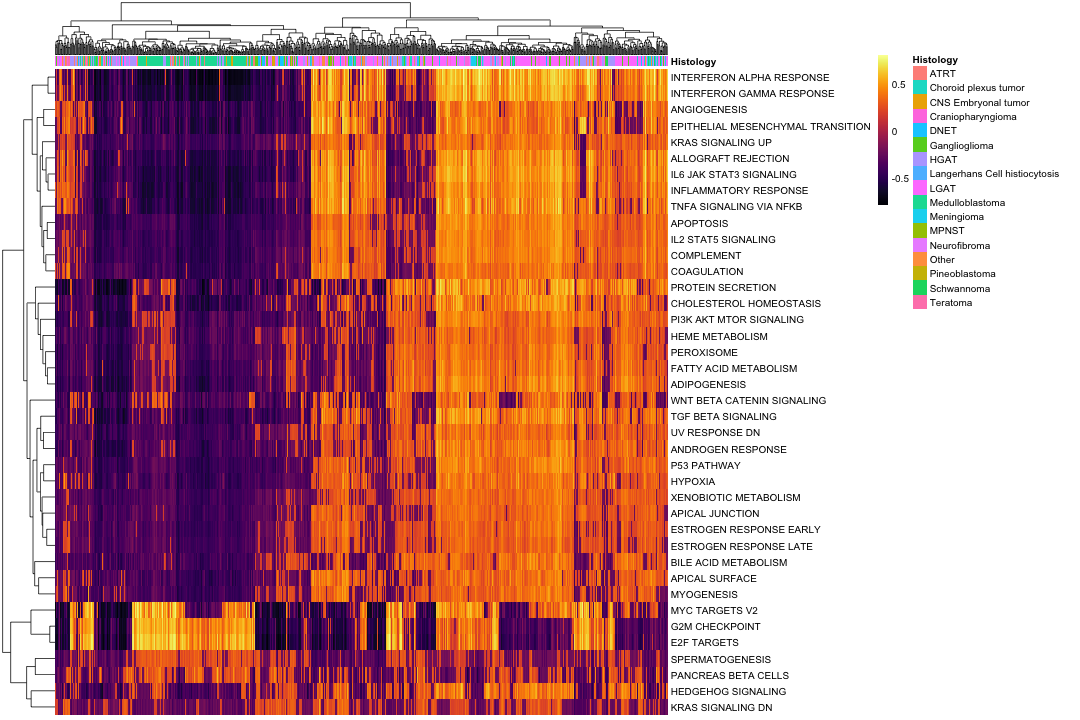 Histology
INTERFERON ALPHA RESPONSE
INTERFERON GAMMA RESPONSE
ANGIOGENESIS
EPITHELIAL MESENCHYMAL TRANSITION
KRAS SIGNALING UP
ALLOGRAFT REJECTION
IL6 JAK STAT3 SIGNALING
INFLAMMATORY RESPONSE
TNFA SIGNALING VIA NFKB
APOPTOSIS
IL2 STAT5 SIGNALING
COMPLEMENT
COAGULATION
PROTEIN SECRETION
CHOLESTEROL HOMEOSTASIS
PI3K AKT MTOR SIGNALING
HEME METABOLISM
PEROXISOME
FATTY ACID METABOLISM
ADIPOGENESIS
WNT BETA CATENIN SIGNALING
TGF BETA SIGNALING
UV RESPONSE DN
ANDROGEN RESPONSE
P53 PATHWAY
HYPOXIA
XENOBIOTIC METABOLISM
APICAL JUNCTION
ESTROGEN RESPONSE EARLY
ESTROGEN RESPONSE LATE
BILE ACID METABOLISM
APICAL SURFACE
MYOGENESIS
MYC TARGETS V2
G2M CHECKPOINT
E2F TARGETS
SPERMATOGENESIS
PANCREAS BETA CELLS
HEDGEHOG SIGNALING
KRAS SIGNALING DN
0.5
0
-0.5
Histology
ATRT
Choroid plexus tumor
CNS Embryonal tumor
Craniopharyngioma
DNET
Ganglioglioma
HGAT
Langerhans Cell histiocytosis
LGAT
Medulloblastoma
Meningioma
MPNST
Neurofibroma
Other
Pineoblastoma
Schwannoma
Teratoma